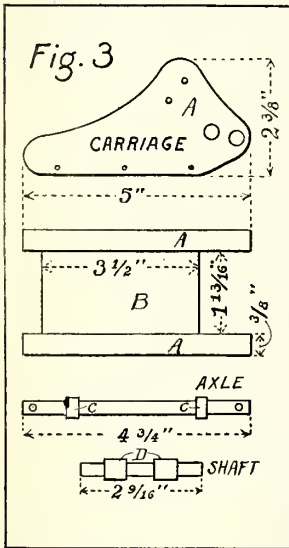 Fig. 3
A
CARRIAGE
2 3/8"
5"
A
3 1/2"
B
1 13/16"
3/8"
A
AXLE
C C
4 3/4"
D
SHAFT
2 9/16"